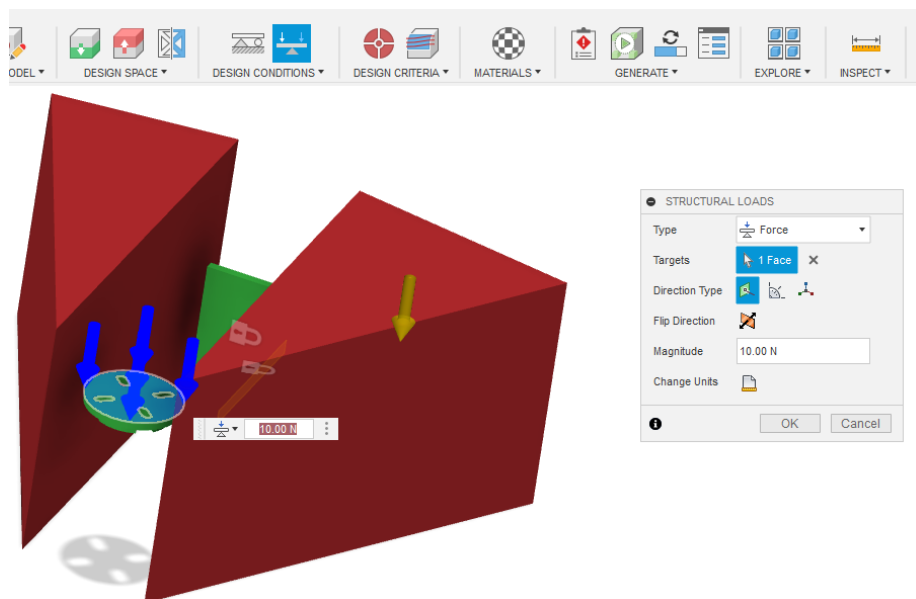 ODEL ▾
DESIGN SPACE ▾
DESIGN CONDITIONS ▾
DESIGN CRITERIA ▾
MATERIALS ▾
GENERATE ▾
EXPLORE ▾
INSPECT ▾
STRUCTURAL LOADS
Type Force
Targets 1 Face
Direction Type
Flip Direction
Magnitude 10.00 N
Change Units
OK Cancel
10.00 N